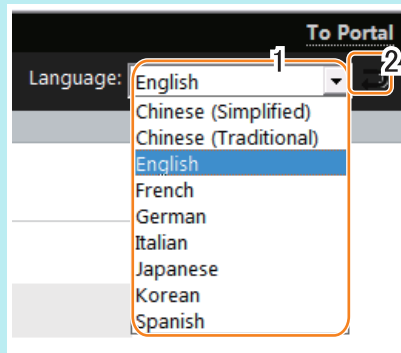 To Portal
1
2
Language: English
Chinese (Simplified)
Chinese (Traditional)
English
French
German
Italian
Japanese
Korean
Spanish